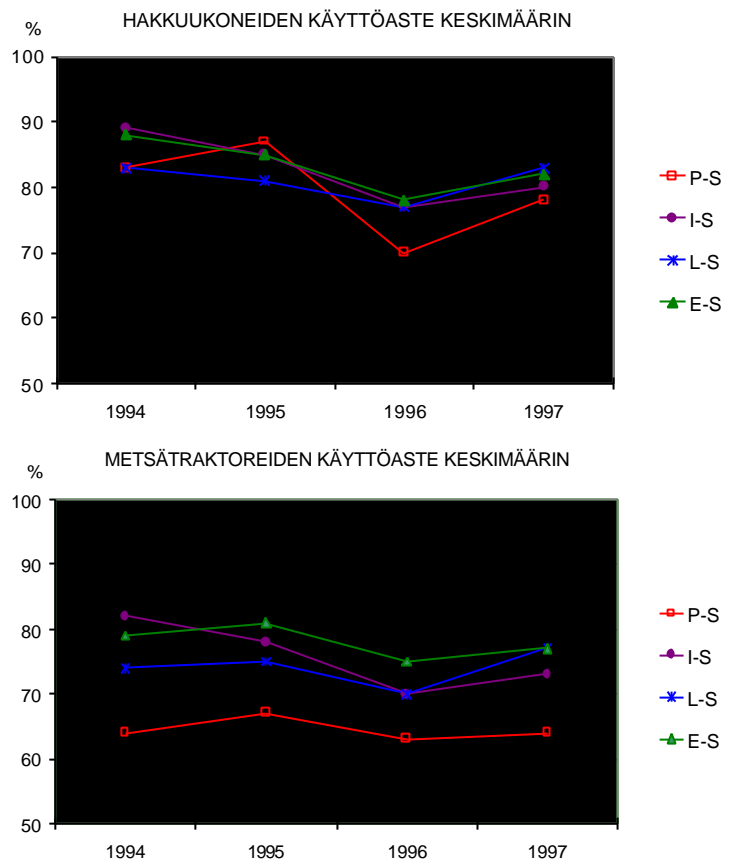 HAKKUUKONEIDEN KÄYTTÖASTE KESKIMÄÄRIN
%
100
90
80
70
60
50
1994 1995 1996 1997
P-S
I-S
L-S
E-S
METSÄTRAKTOREIDEN KÄYTTÖASTE KESKIMÄÄRIN
%
100
90
80
70
60
50
1994 1995 1996 1997
P-S
I-S
L-S
E-S